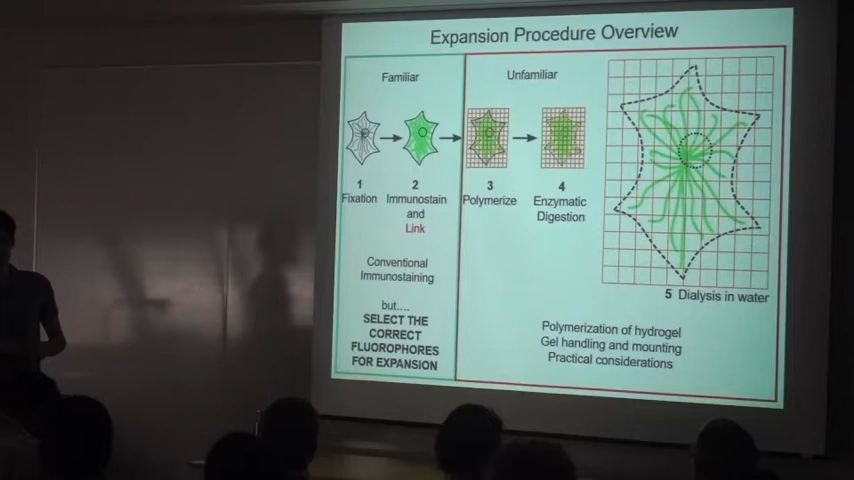 Expansion Procedure Overview
Familiar
1
Fixation
2
Immunostain
and
Link
Conventional
Immunostaining
but....
SELECT THE
CORRECT
FLUOROPHORES
FOR EXPANSION
Unfamiliar
3
Polymerize
4
Enzymatic
Digestion
5 Dialysis in water
Polymerization of hydrogel
Gel handling and mounting
Practical considerations